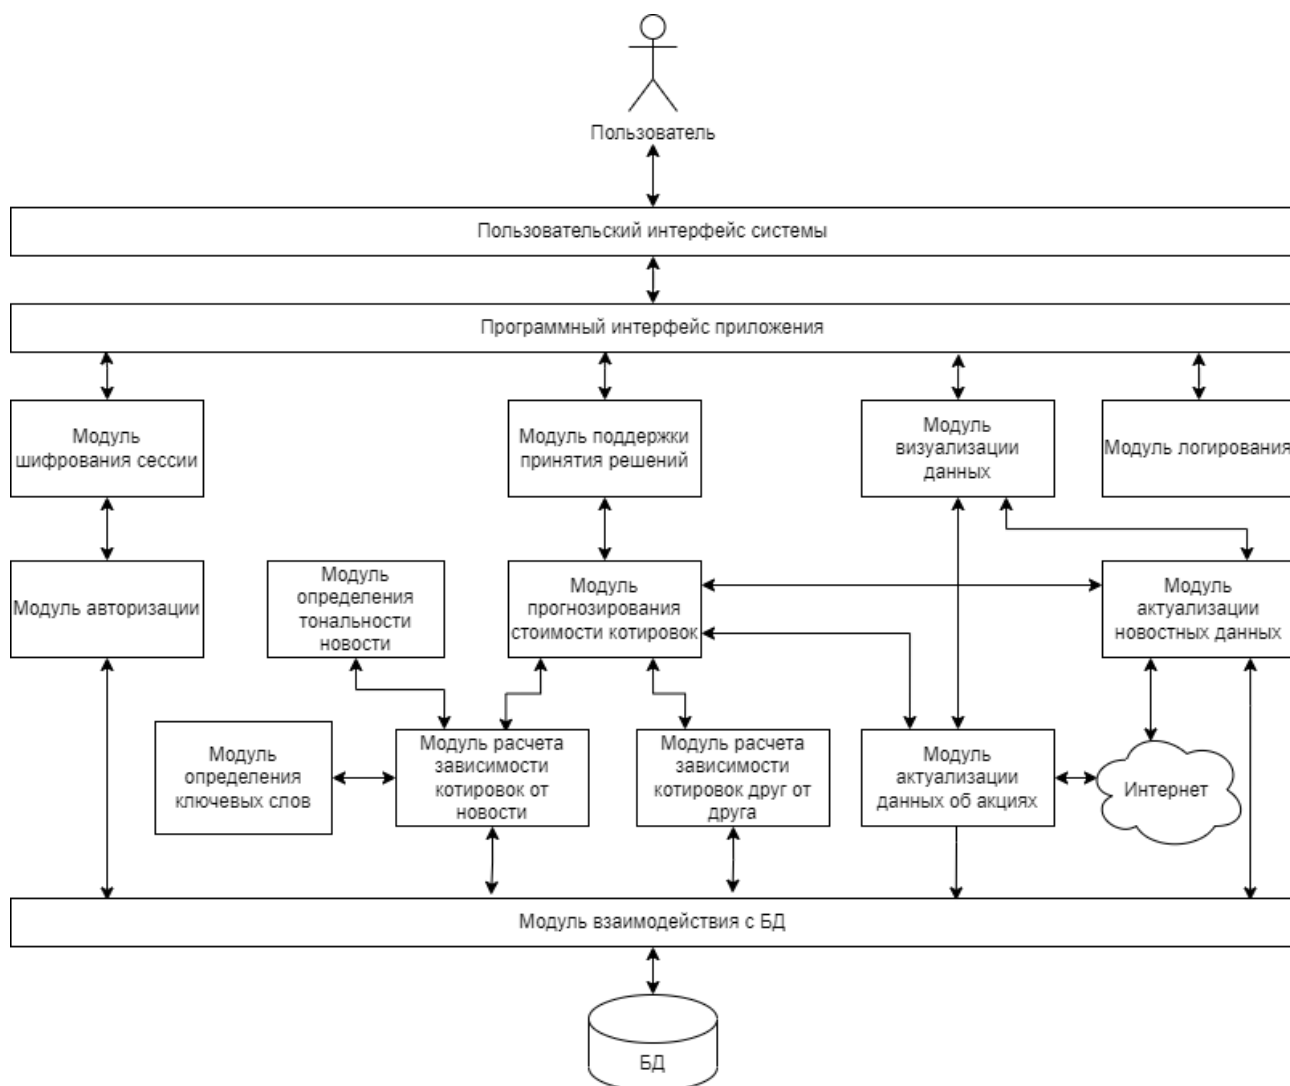 Пользователь
Пользовательский интерфейс системы
Программный интерфейс приложения
Модуль
шифрования сессии
Модуль поддержки
принятия решений
Модуль
визуализации
данных
Модуль логирования
Модуль авторизации
Модуль
определения
тональности
новости
Модуль
прогнозирования
стоимости котировок
Модуль
актуализации
новостных данных
Модуль
определения
ключевых слов
Модуль расчета
зависимости
котировок от
новости
Модуль расчета
зависимости
котировок друг от
друга
Модуль
актуализации
данных об акциях
Интернет
Модуль взаимодействия с БД
БД